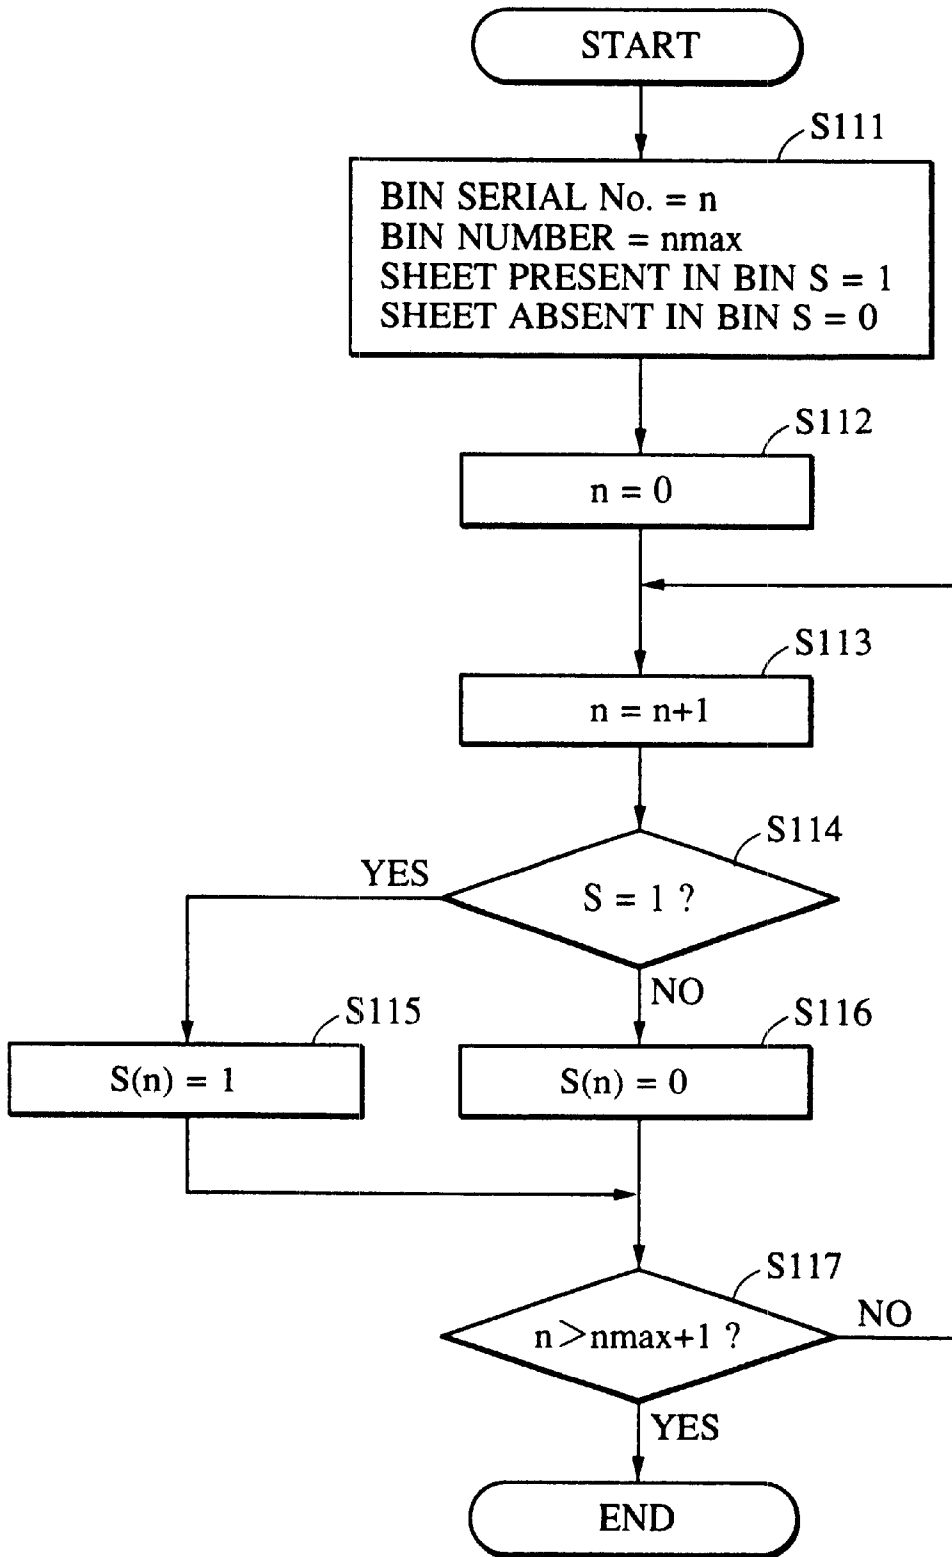 START
S111
BIN SERIAL No. = n
BIN NUMBER = nmax
SHEET PRESENT IN BIN S = 1
SHEET ABSENT IN BIN S = 0
S112
n = 0
S113
n = n+1
S114
YES
S = 1 ?
NO
S115
S116
S(n) = 1
S(n) = 0
S117
NO
n>nmax+1 ?
YES
END